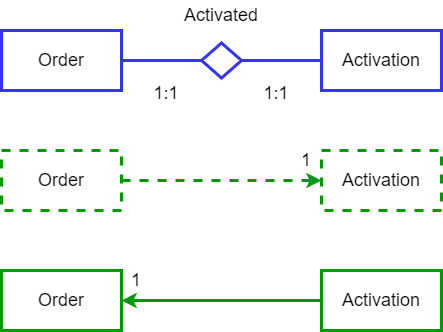 Activated
Order
Activation
1:1
1:1
1
Order
Activation
1
Order
Activation